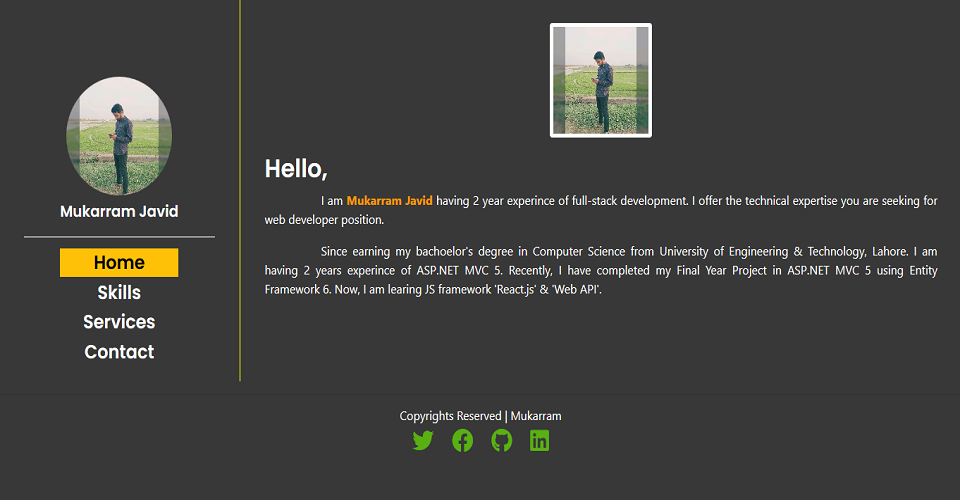 Mukarram Javid
Home
Skills
Services
Contact
Hello,
I am Mukarram Javid having 2 year experince of full-stack development. I offer the technical expertise you are seeking for
web developer position.
Since earning my bachoelor's degree in Computer Science from University of Engineering & Technology, Lahore. I am
having 2 years experince of ASP.NET MVC 5. Recently, I have completed my Final Year Project in ASP.NET MVC 5 using Entity
Framework 6. Now, I am learing JS framework 'React.js' & 'Web API'.
Copyrights Reserved | Mukarram